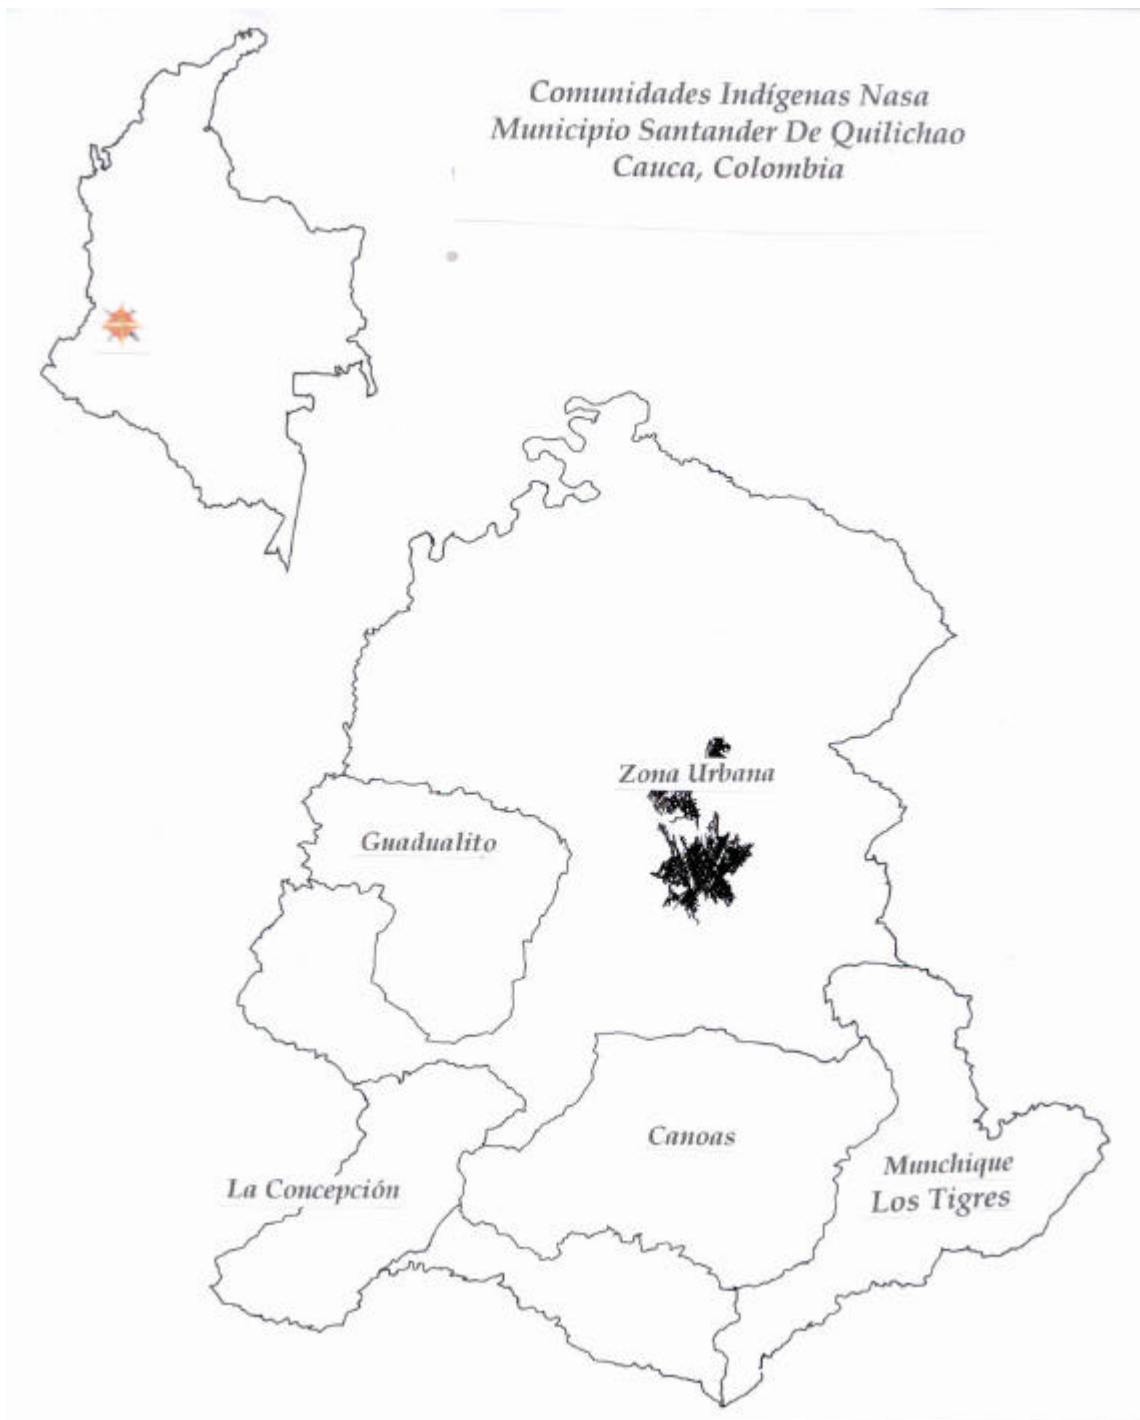 Comunidades Indígenas Nasa
Municipio Santander De Quilichao
Cauca, Colombia
Zona Urbana
Guadualito
Canoas
Munchique
Los Tigres
La Concepción